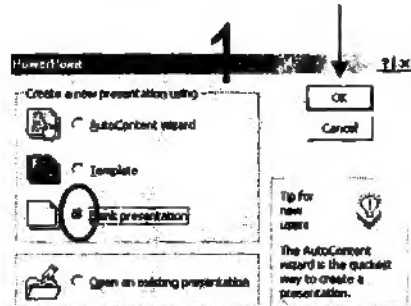 1
PowerPoint
Create a new presentation using
AutoContent wizard
Template
Blank presentation
Open an existing presentation
OK
Cancel
Tip for
new
users
The AutoContent
wizard is the quickest
way to create a
presentation.